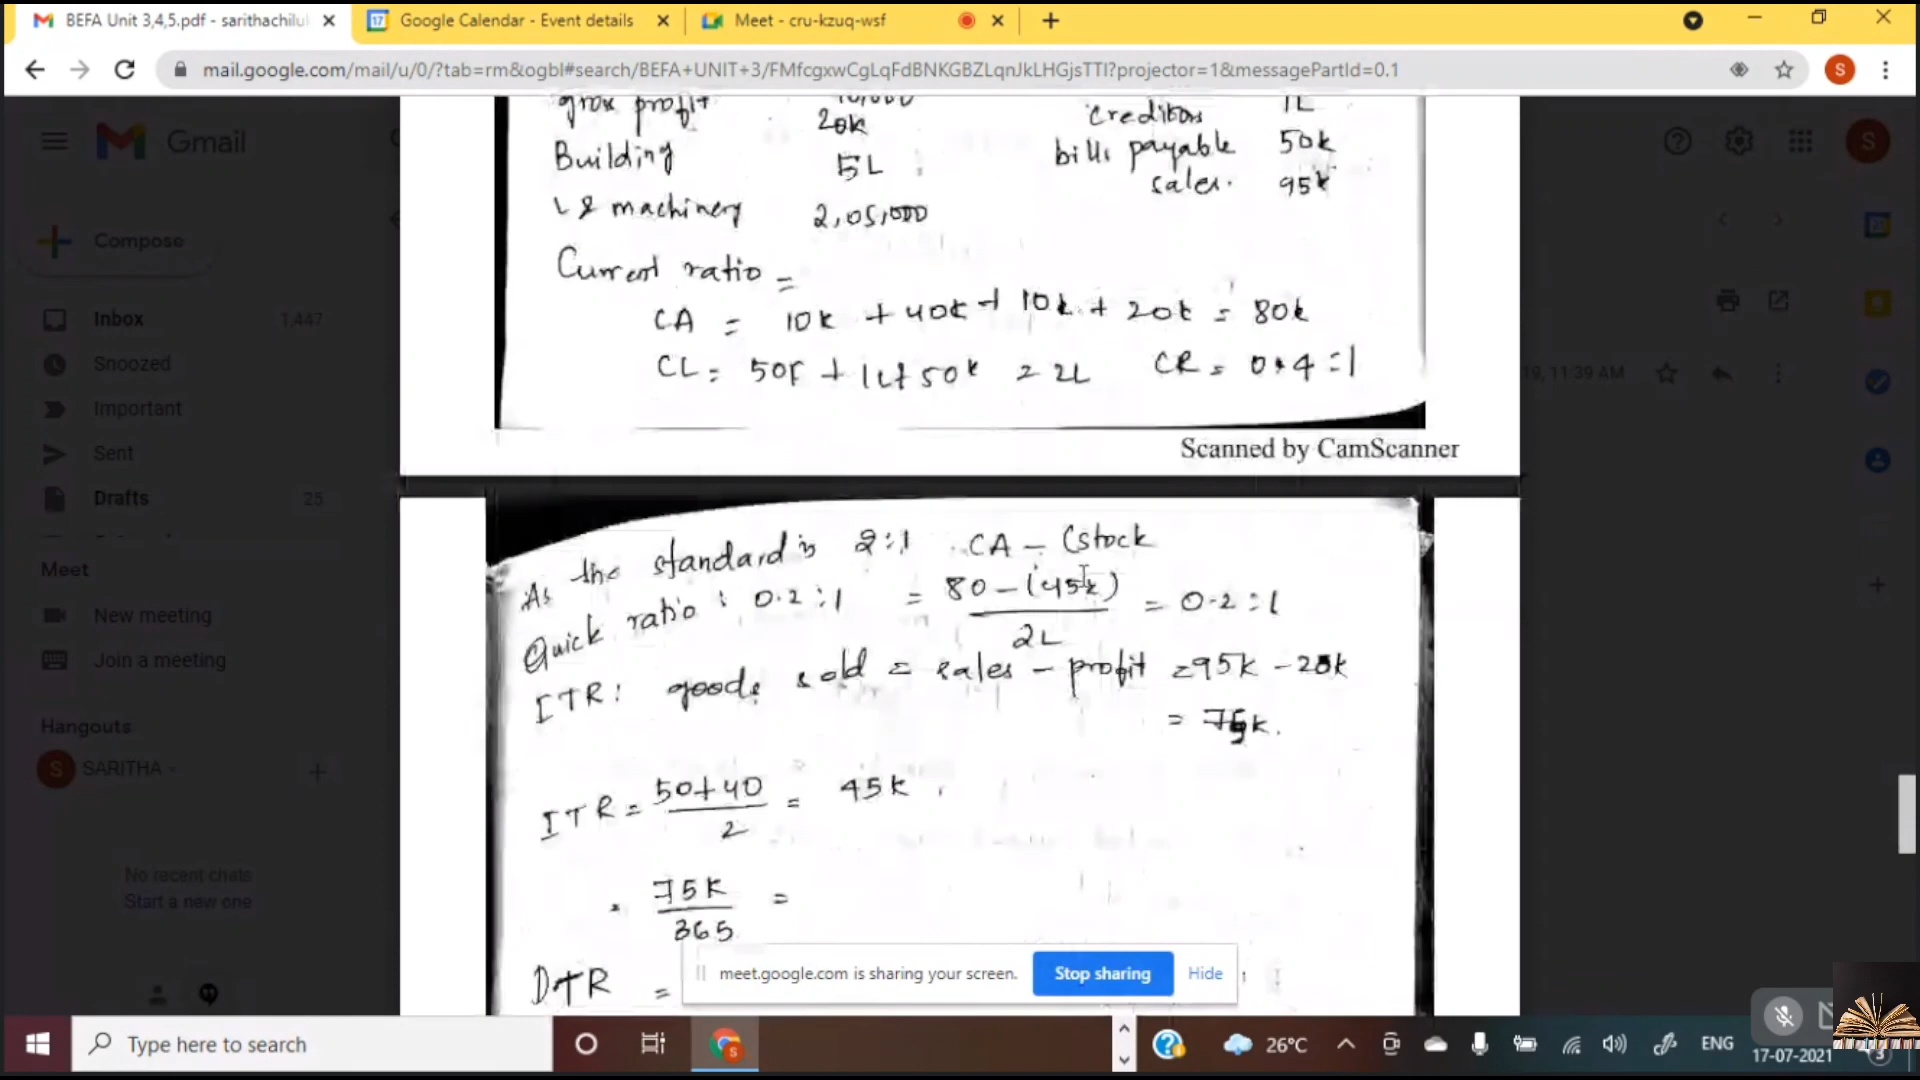 BEFA Unit 3,4,5.pdf - sarithachilu
Google Calendar - Event details
Meet - cru-kzuq-wsf
mail.google.com/mail/u/0/?tab=rm&ogbl#search/BEFA+UNIT+3/FMfcgxwCgLqFdBNKGBZLqnJkLHGjsTTI?projector=1&messagePartId=0.1
S
Gmail
S
Compose
Inbox 1,447
Snoozed
Important
Sent
Drafts 25
Meet
New meeting
Join a meeting
Hangouts
S SARITHA
No recent chats
Start a new one
11:39 AM
gross profit 20k
creditors 1L
Building 5L
bills payable 50k
sales. 95k
L & machinery 2,05,000
Current ratio =
CA = 10k + 40k + 10k + 20k = 80k
CL = 50k + 1L + 50k = 2L CR = 0.4 : 1
Scanned by CamScanner
As the standard is 2:1 CA - (stock
Quick ratio : 0.2 : 1 = 80 - (45k) / 2L = 0.2 : 1
ITR: goods sold = sales - profit = 95k - 20k
= 75k.
ITR = 50+40 / 2 = 45k
75k / 365 =
DTR =
meet.google.com is sharing your screen. Stop sharing Hide
Type here to search
26°C
ENG
17-07-2021
3